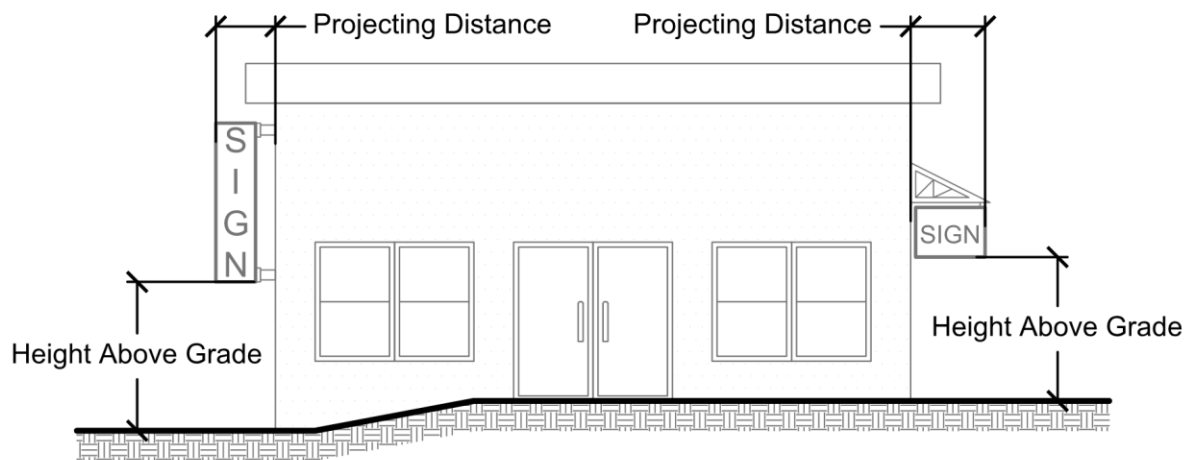 Projecting Distance
Projecting Distance
S
I
G
N
SIGN
Height Above Grade
Height Above Grade